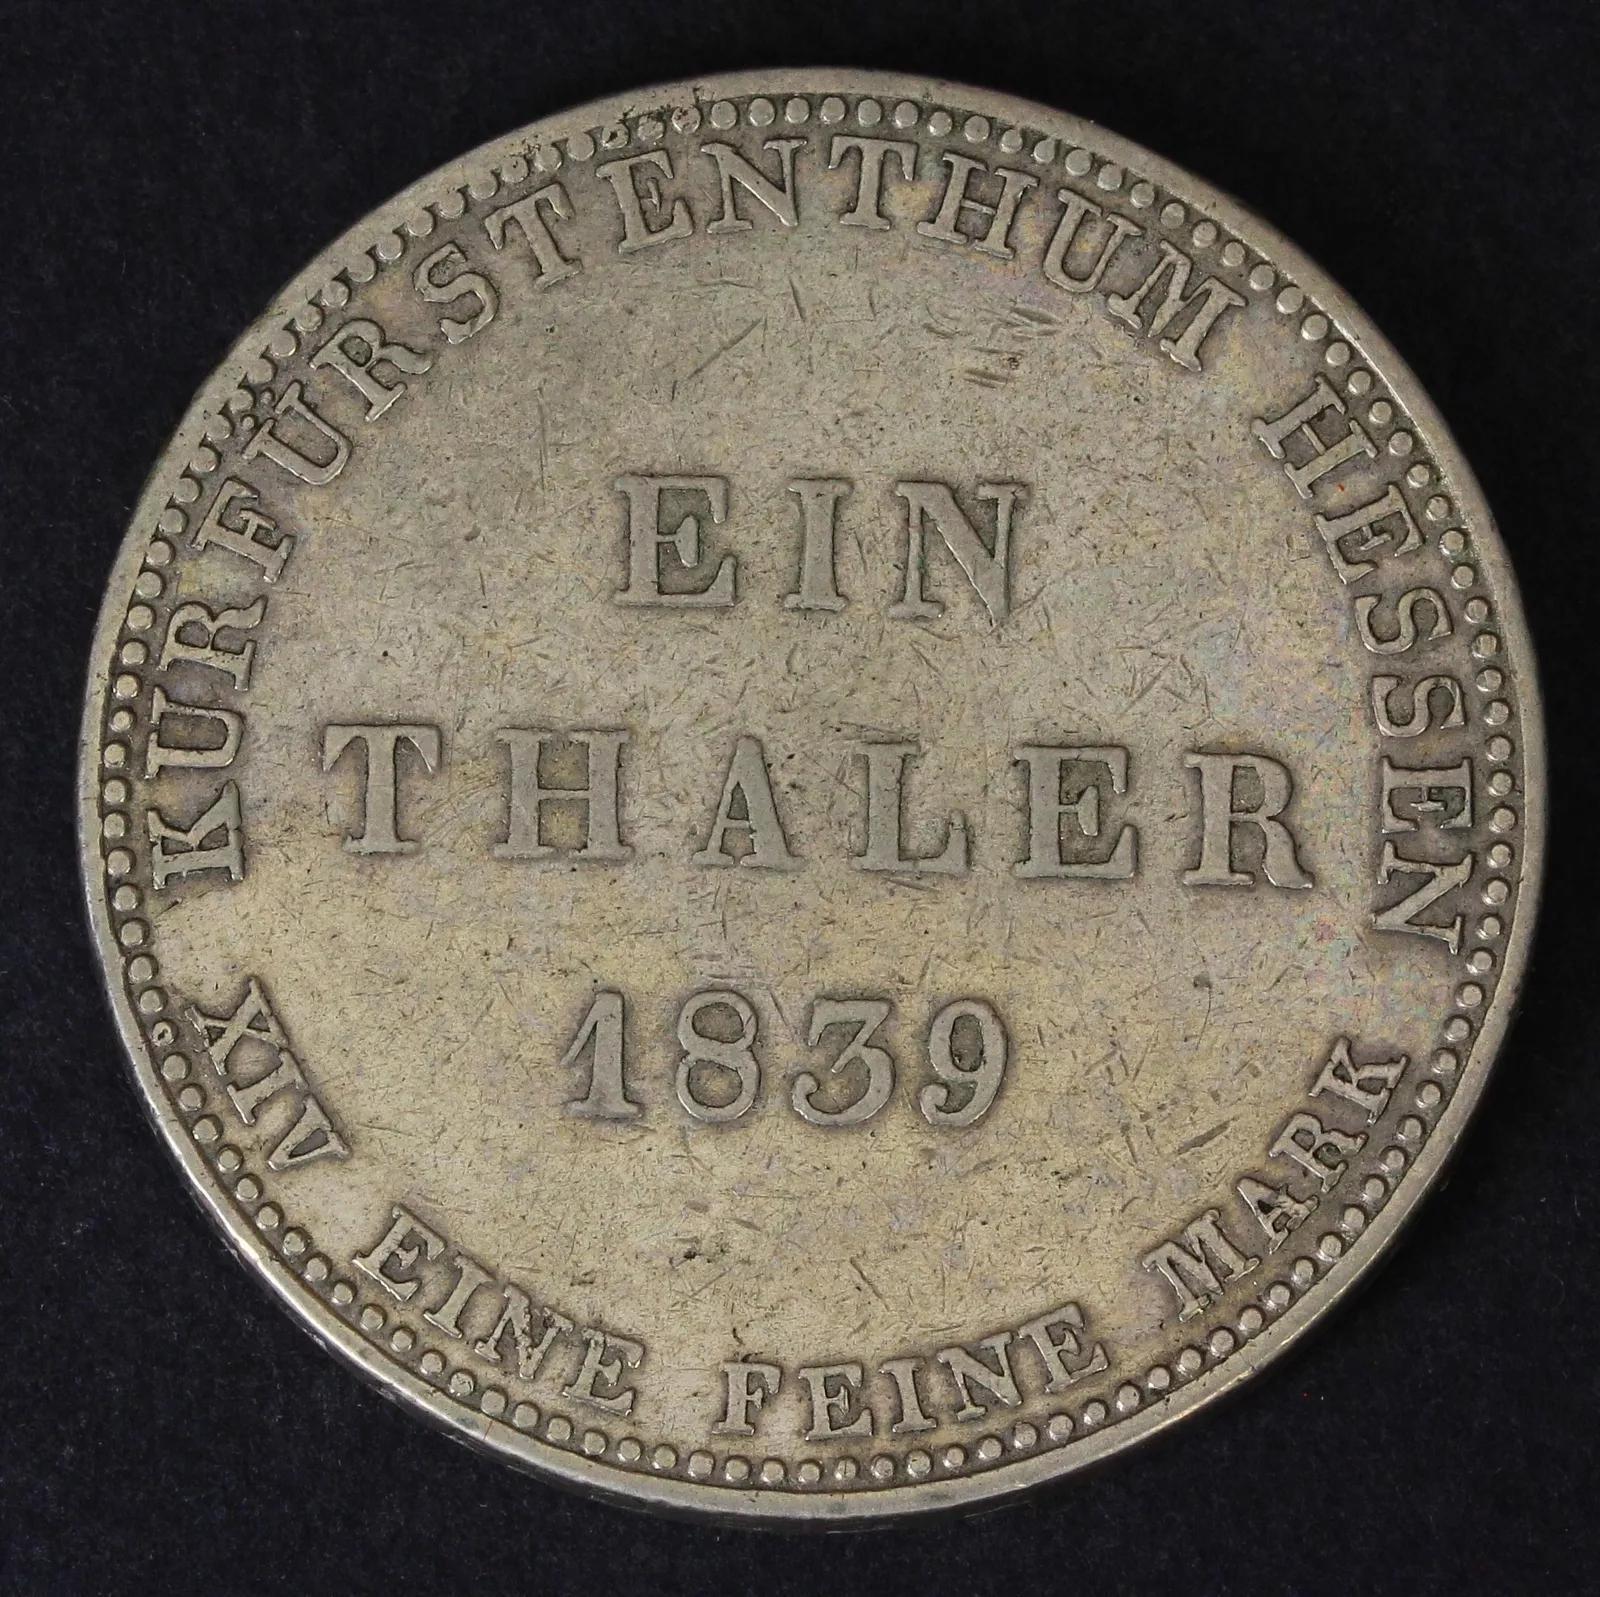 KURFÜRSTENTHUM HESSEN
EIN
THALER
1839
XIV EINE FEINE MARK